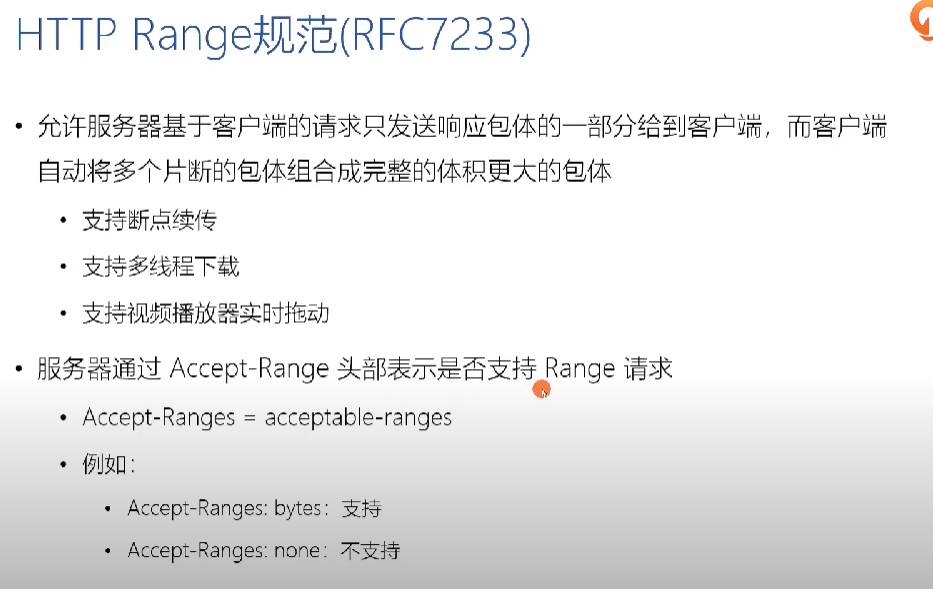 HTTP Range规范(RFC7233)
• 允许服务器基于客户端的请求只发送响应包体的一部分给到客户端，而客户端
自动将多个片断的包体组合成完整的体积更大的包体
• 支持断点续传
• 支持多线程下载
• 支持视频播放器实时拖动
• 服务器通过 Accept-Range 头部表示是否支持 Range 请求
• Accept-Ranges = acceptable-ranges
• 例如：
• Accept-Ranges: bytes：支持
• Accept-Ranges: none：不支持